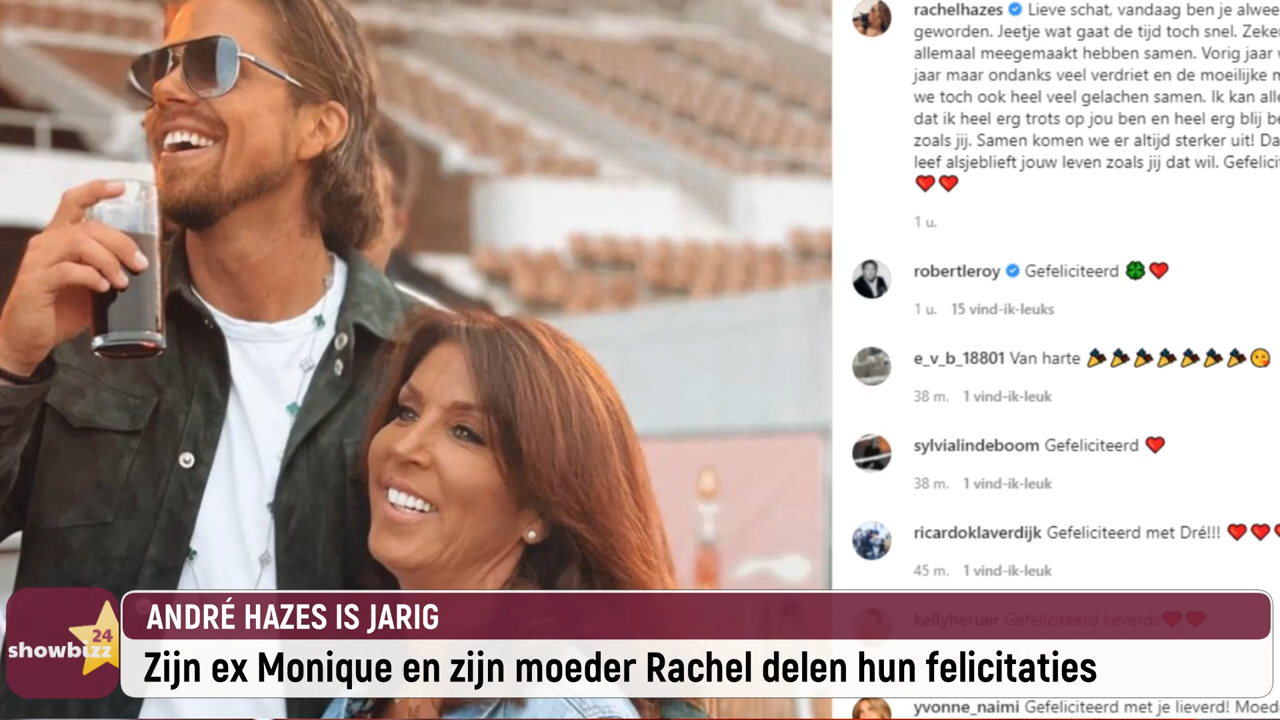 rachelhazes Lieve schat, vandaag ben je alwee
geworden. Jeetje wat gaat de tijd toch snel. Zeke
allemaal meegemaakt hebben samen. Vorig jaar
jaar maar ondanks veel verdriet en de moeilijke
we toch ook heel veel gelachen samen. Ik kan alle
dat ik heel erg trots op jou ben en heel erg blij be
zoals jij. Samen komen we er altijd sterker uit! Da
leef alsjeblieft jouw leven zoals jij dat wil. Gefelici
❤️❤️
1 u.
robertleroy Gefeliciteerd 🍀❤️
1 u. 15 vind-ik-leuks
e_v_b_18801 Van harte 🎉🎉🎉🎉🎉🎉🎉😘
38 m. 1 vind-ik-leuk
sylvialindeboom Gefeliciteerd ❤️
38 m. 1 vind-ik-leuk
ricardoklaverdijk Gefeliciteerd met Dré!!! ❤️❤️❤️
45 m. 1 vind-ik-leuk
kellyheruer Gefeliciteerd lieverds❤️❤️
ANDRÉ HAZES IS JARIG
24
showbizz
Zijn ex Monique en zijn moeder Rachel delen hun felicitaties
yvonne_naimi Gefeliciteerd met je lieverd! Moed